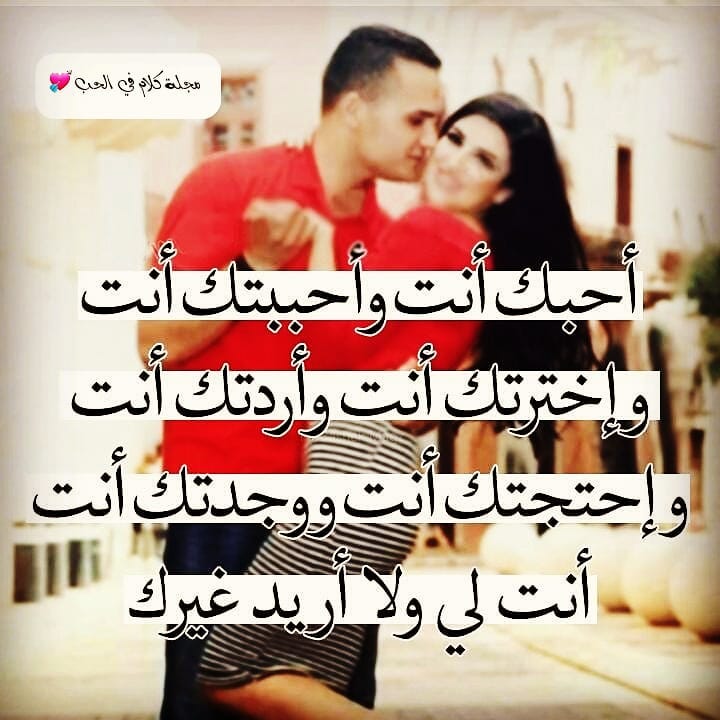 مجلة كلام في الحب 💘
أحبك أنت وأحببتك أنت
وإخترتك أنت وأردتك أنت
وإحتجتك أنت ووجدتك أنت
أنت لي ولا أريد غيرك